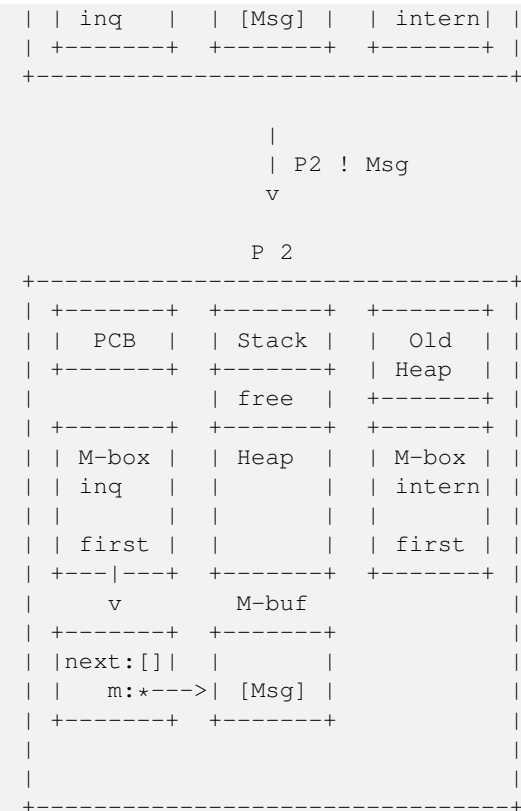 | | inq   |  | [Msg] |  | intern| |
| +-------+  +-------+  +-------+ |
+---------------------------------+

                 |
                 | P2 ! Msg
                 v

                P 2
+---------------------------------+
| +-------+  +-------+  +-------+ |
| |  PCB  |  | Stack |  |  Old  | |
| +-------+  +-------+  | Heap  | |
|            | free  |  +-------+ |
| +-------+  +-------+  +-------+ |
| | M-box |  | Heap  |  | M-box | |
| | inq   |  |       |  | intern| |
| |       |  |       |  |       | |
| | first |  |       |  | first | |
| +---|---+  +-------+  +-------+ |
|     v        M-buf              |
| +-------+  +-------+            |
| |next:[]|  |       |            |
| |    m:*--->| [Msg] |            |
| +-------+  +-------+            |
|                                 |
|                                 |
+---------------------------------+